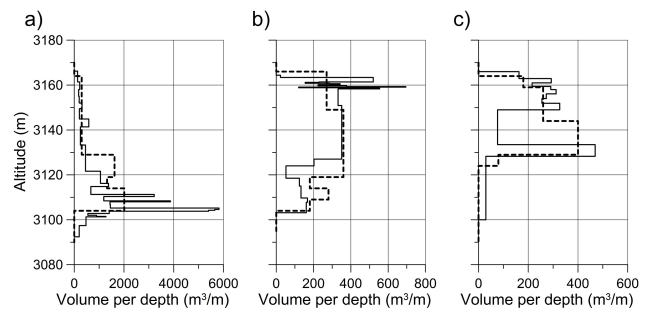 a) b) c)
3180
3160
3140
3120
3100
3080
Altitude (m)
0 2000 4000 6000 0 200 400 600 800 0 200 400 600
Volume per depth (m³/m) Volume per depth (m³/m) Volume per depth (m³/m)